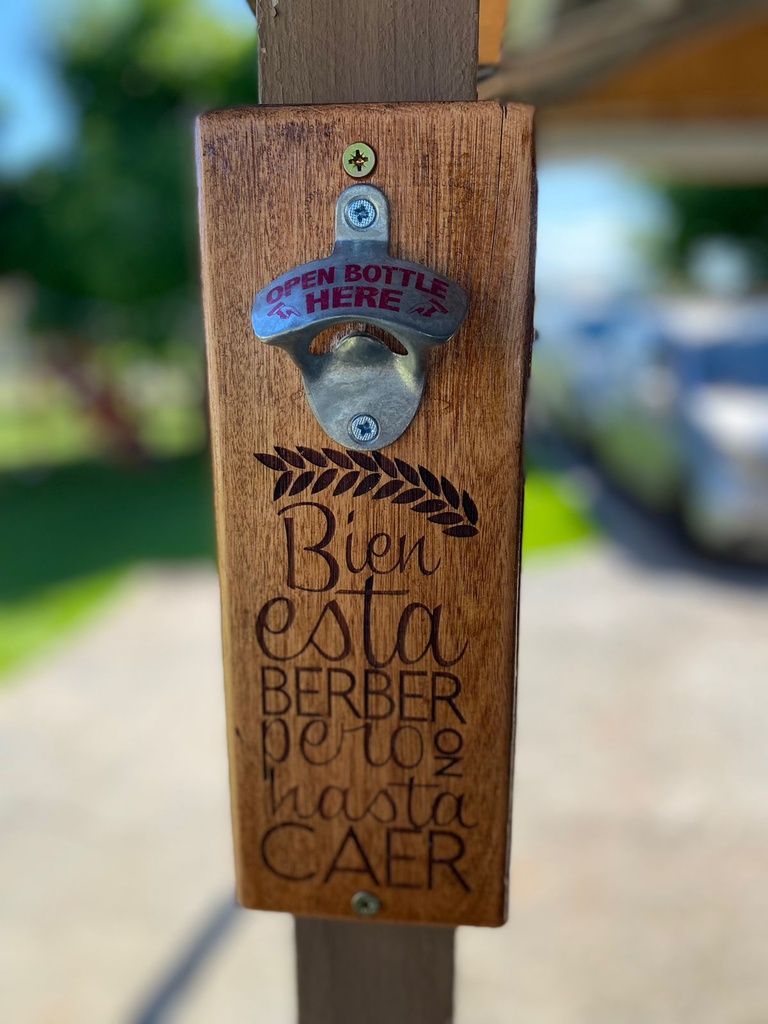 OPEN BOTTLE
HERE
Bien
esta
BERBER
pero NO
hasta
CAER